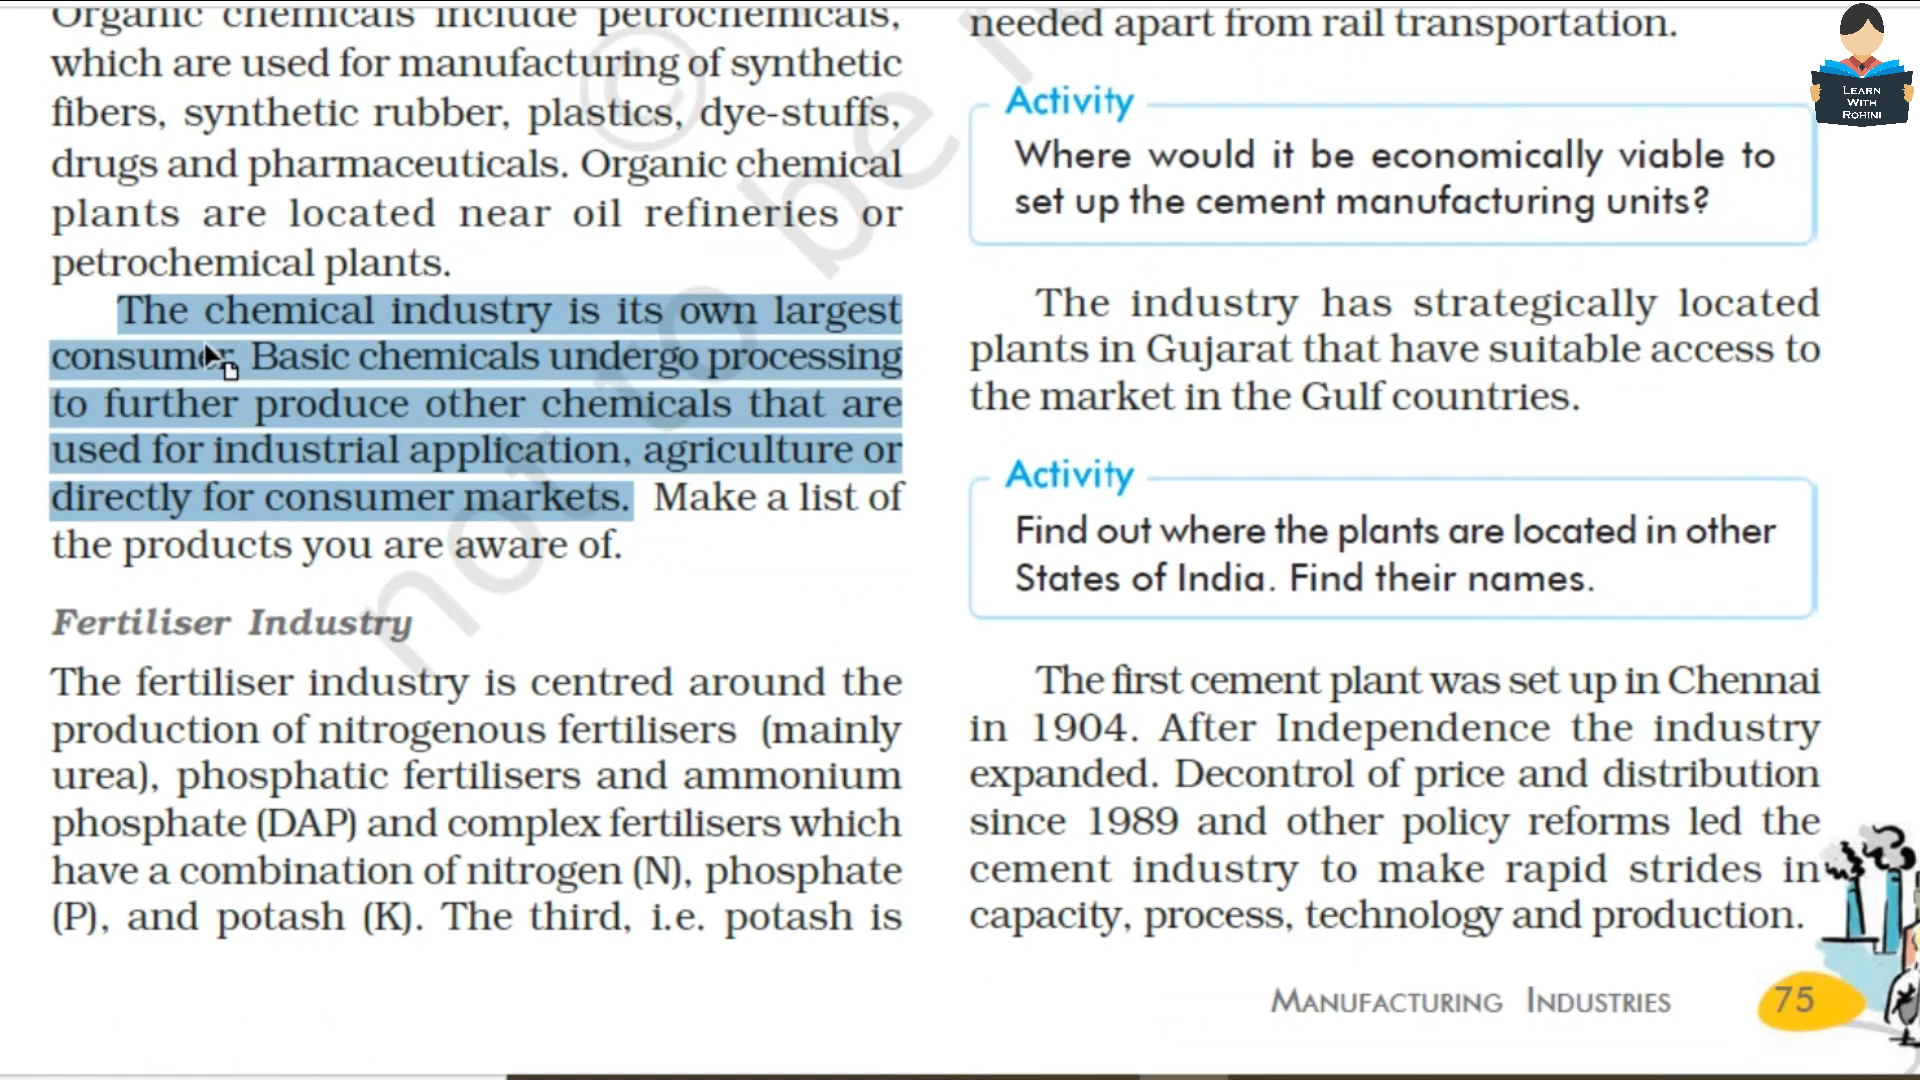 Organic chemicals include petrochemicals,
which are used for manufacturing of synthetic
fibers, synthetic rubber, plastics, dye-stuffs,
drugs and pharmaceuticals. Organic chemical
plants are located near oil refineries or
petrochemical plants.
The chemical industry is its own largest
consumer. Basic chemicals undergo processing
to further produce other chemicals that are
used for industrial application, agriculture or
directly for consumer markets. Make a list of
the products you are aware of.
Fertiliser Industry
The fertiliser industry is centred around the
production of nitrogenous fertilisers (mainly
urea), phosphatic fertilisers and ammonium
phosphate (DAP) and complex fertilisers which
have a combination of nitrogen (N), phosphate
(P), and potash (K). The third, i.e. potash is
needed apart from rail transportation.
Activity
Where would it be economically viable to
set up the cement manufacturing units?
The industry has strategically located
plants in Gujarat that have suitable access to
the market in the Gulf countries.
Activity
Find out where the plants are located in other
States of India. Find their names.
The first cement plant was set up in Chennai
in 1904. After Independence the industry
expanded. Decontrol of price and distribution
since 1989 and other policy reforms led the
cement industry to make rapid strides in
capacity, process, technology and production.
MANUFACTURING INDUSTRIES 75
LEARN
WITH
ROHINI
©
not to be